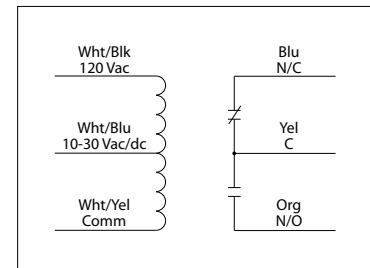 Wht/Blk
120 Vac
Wht/Blu
10-30 Vac/dc
Wht/Yel
Comm
Blu
N/C
Yel
C
Org
N/O